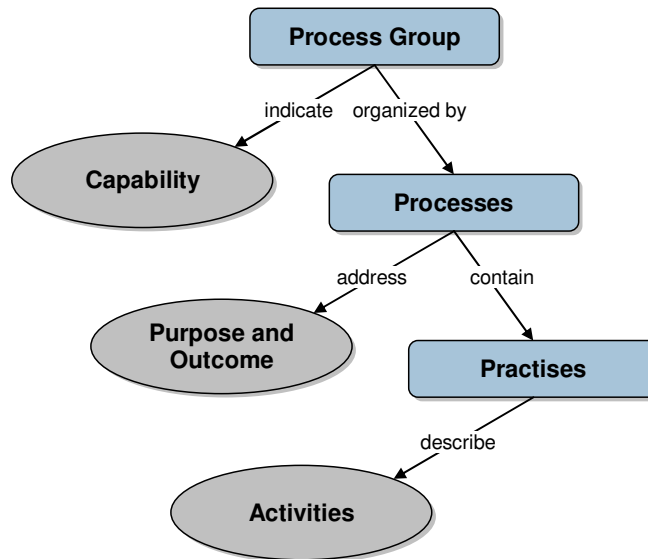 Process Group
indicate
organized by
Capability
Processes
address
contain
Purpose and
Outcome
Practises
describe
Activities